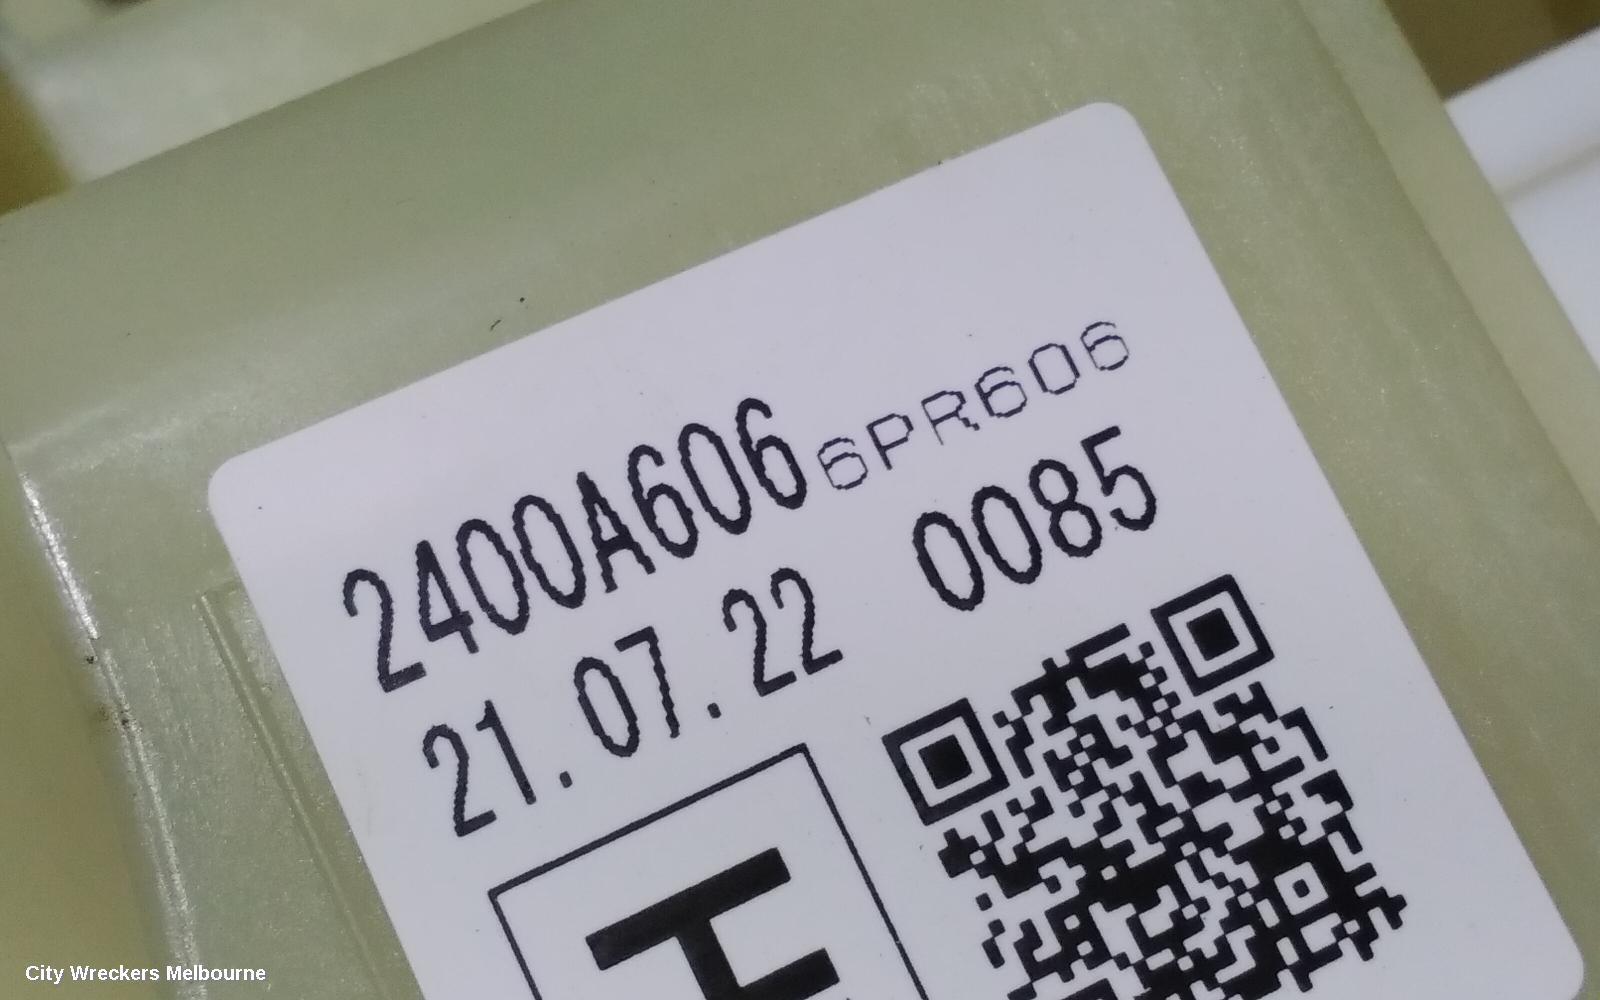 2400A606 6PR606
21.07.22 0085
H
City Wreckers Melbourne